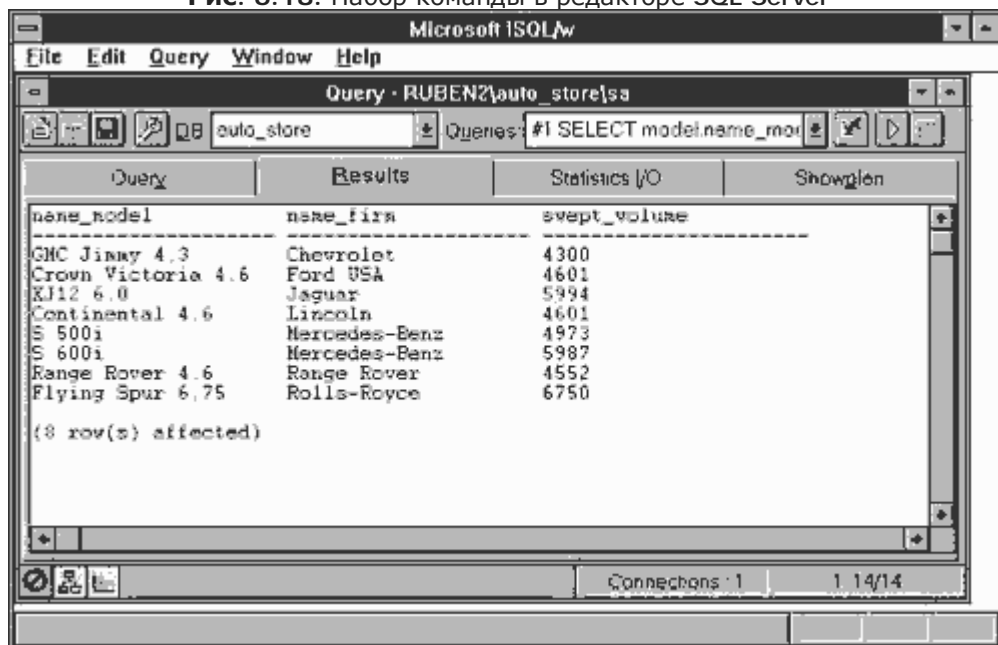 Рис. 8.18. Набор команды в редакторе SQL Server
Microsoft ISQL/w
File Edit Query Window Help
Query - RUBEN2\auto_store\sa
DB auto_store Queries: #1 SELECT model.name_mod
Query Results Statistics I/O Showplan
name_model name_firm swept_volume
GMC Jimmy 4,3 Chevrolet 4300
Crown Victoria 4.6 Ford USA 4601
XJ12 6.0 Jaguar 5994
Continental 4.6 Lincoln 4601
S 500i Mercedes-Benz 4973
S 600i Mercedes-Benz 5987
Range Rover 4.6 Range Rover 4552
Flying Spur 6,75 Rolls-Royce 6750
(8 row(s) affected)
Connections : 1 1, 14/14